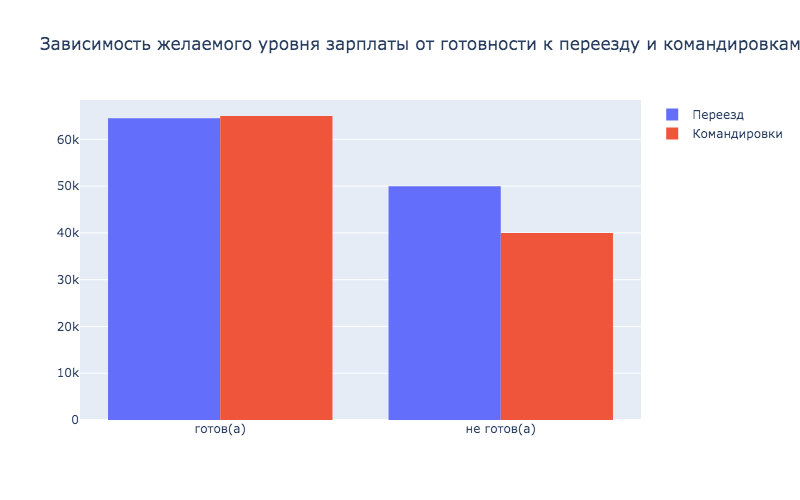 Зависимость желаемого уровня зарплаты от готовности к переезду и командировкам
Переезд
Командировки
60k
50k
40k
30k
20k
10k
0
готов(а)
не готов(а)